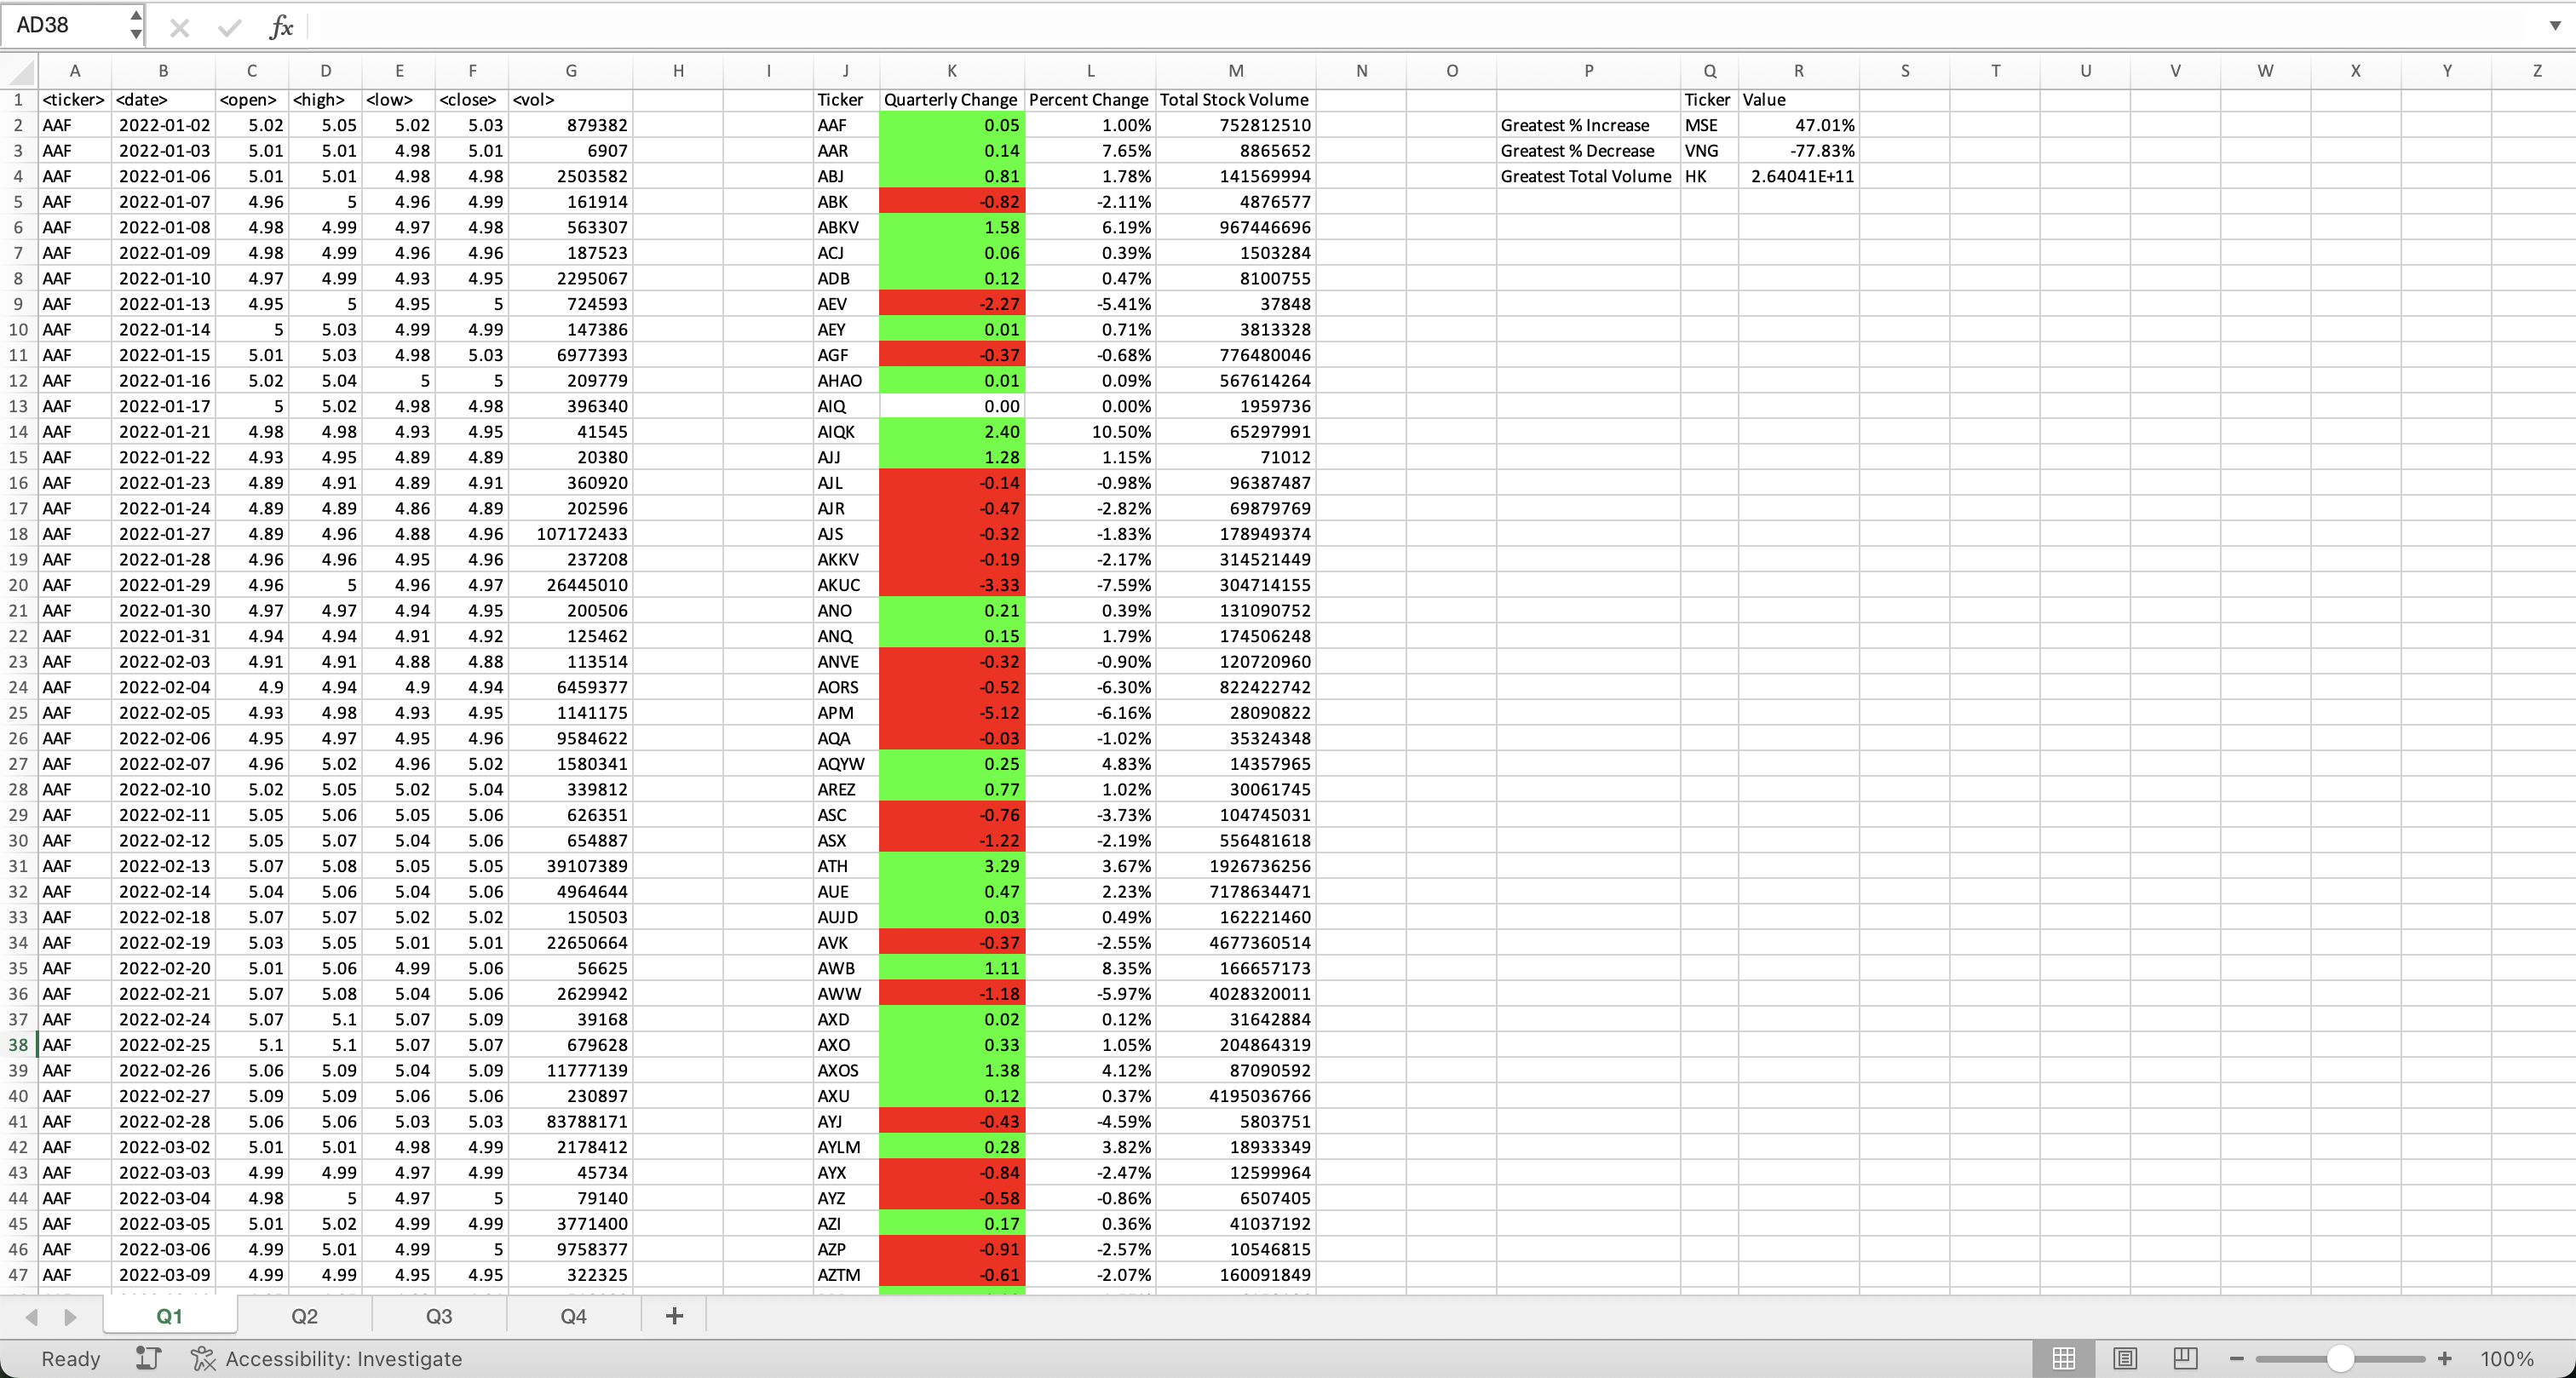 AD38 fx
A B C D E F G H I J K L M N O P Q R S T U V W X Y Z
1 <ticker> <date> <open> <high> <low> <close> <vol> Ticker Quarterly Change Percent Change Total Stock Volume Ticker Value
2 AAF 2022-01-02 5.02 5.05 5.02 5.03 879382 AAF 0.05 1.00% 752812510 Greatest % Increase MSE 47.01%
3 AAF 2022-01-03 5.01 5.01 4.98 5.01 6907 AAR 0.14 7.65% 8865652 Greatest % Decrease VNG -77.83%
4 AAF 2022-01-06 5.01 5.01 4.98 4.98 2503582 ABJ 0.81 1.78% 141569994 Greatest Total Volume HK 2.64041E+11
5 AAF 2022-01-07 4.96 5 4.96 4.99 161914 ABK -0.82 -2.11% 4876577
6 AAF 2022-01-08 4.98 4.99 4.97 4.98 563307 ABKV 1.58 6.19% 967446696
7 AAF 2022-01-09 4.98 4.99 4.96 4.96 187523 ACJ 0.06 0.39% 1503284
8 AAF 2022-01-10 4.97 4.99 4.93 4.95 2295067 ADB 0.12 0.47% 8100755
9 AAF 2022-01-13 4.95 5 4.95 5 724593 AEV -2.27 -5.41% 37848
10 AAF 2022-01-14 5 5.03 4.99 4.99 147386 AEY 0.01 0.71% 3813328
11 AAF 2022-01-15 5.01 5.03 4.98 5.03 6977393 AGF -0.37 -0.68% 776480046
12 AAF 2022-01-16 5.02 5.04 5 5 209779 AHAO 0.01 0.09% 567614264
13 AAF 2022-01-17 5 5.02 4.98 4.98 396340 AIQ 0.00 0.00% 1959736
14 AAF 2022-01-21 4.98 4.98 4.93 4.95 41545 AIQK 2.40 10.50% 65297991
15 AAF 2022-01-22 4.93 4.95 4.89 4.89 20380 AJJ 1.28 1.15% 71012
16 AAF 2022-01-23 4.89 4.91 4.89 4.91 360920 AJL -0.14 -0.98% 96387487
17 AAF 2022-01-24 4.89 4.89 4.86 4.89 202596 AJR -0.47 -2.82% 69879769
18 AAF 2022-01-27 4.89 4.96 4.88 4.96 107172433 AJS -0.32 -1.83% 178949374
19 AAF 2022-01-28 4.96 4.96 4.95 4.96 237208 AKKV -0.19 -2.17% 314521449
20 AAF 2022-01-29 4.96 5 4.96 4.97 26445010 AKUC -3.33 -7.59% 304714155
21 AAF 2022-01-30 4.97 4.97 4.94 4.95 200506 ANO 0.21 0.39% 131090752
22 AAF 2022-01-31 4.94 4.94 4.91 4.92 125462 ANQ 0.15 1.79% 174506248
23 AAF 2022-02-03 4.91 4.91 4.88 4.88 113514 ANVE -0.32 -0.90% 120720960
24 AAF 2022-02-04 4.9 4.94 4.9 4.94 6459377 AORS -0.52 -6.30% 822422742
25 AAF 2022-02-05 4.93 4.98 4.93 4.95 1141175 APM -5.12 -6.16% 28090822
26 AAF 2022-02-06 4.95 4.97 4.95 4.96 9584622 AQA -0.03 -1.02% 35324348
27 AAF 2022-02-07 4.96 5.02 4.96 5.02 1580341 AQYW 0.25 4.83% 14357965
28 AAF 2022-02-10 5.02 5.05 5.02 5.04 339812 AREZ 0.77 1.02% 30061745
29 AAF 2022-02-11 5.05 5.06 5.05 5.06 626351 ASC -0.76 -3.73% 104745031
30 AAF 2022-02-12 5.05 5.07 5.04 5.06 654887 ASX -1.22 -2.19% 556481618
31 AAF 2022-02-13 5.07 5.08 5.05 5.05 39107389 ATH 3.29 3.67% 1926736256
32 AAF 2022-02-14 5.04 5.06 5.04 5.06 4964644 AUE 0.47 2.23% 7178634471
33 AAF 2022-02-18 5.07 5.07 5.02 5.02 150503 AUJD 0.03 0.49% 162221460
34 AAF 2022-02-19 5.03 5.05 5.01 5.01 22650664 AVK -0.37 -2.55% 4677360514
35 AAF 2022-02-20 5.01 5.06 4.99 5.06 56625 AWB 1.11 8.35% 166657173
36 AAF 2022-02-21 5.07 5.08 5.04 5.06 2629942 AWW -1.18 -5.97% 4028320011
37 AAF 2022-02-24 5.07 5.1 5.07 5.09 39168 AXD 0.02 0.12% 31642884
38 AAF 2022-02-25 5.1 5.1 5.07 5.07 679628 AXO 0.33 1.05% 204864319
39 AAF 2022-02-26 5.06 5.09 5.04 5.09 11777139 AXOS 1.38 4.12% 87090592
40 AAF 2022-02-27 5.09 5.09 5.06 5.06 230897 AXU 0.12 0.37% 4195036766
41 AAF 2022-02-28 5.06 5.06 5.03 5.03 83788171 AYJ -0.43 -4.59% 5803751
42 AAF 2022-03-02 5.01 5.01 4.98 4.99 2178412 AYLM 0.28 3.82% 18933349
43 AAF 2022-03-03 4.99 4.99 4.97 4.99 45734 AYX -0.84 -2.47% 12599964
44 AAF 2022-03-04 4.98 5 4.97 5 79140 AYZ -0.58 -0.86% 6507405
45 AAF 2022-03-05 5.01 5.02 4.99 4.99 3771400 AZI 0.17 0.36% 41037192
46 AAF 2022-03-06 4.99 5.01 4.99 5 9758377 AZP -0.91 -2.57% 10546815
47 AAF 2022-03-09 4.99 4.99 4.95 4.95 322325 AZTM -0.61 -2.07% 160091849
Q1 Q2 Q3 Q4 +
Ready Accessibility: Investigate 100%